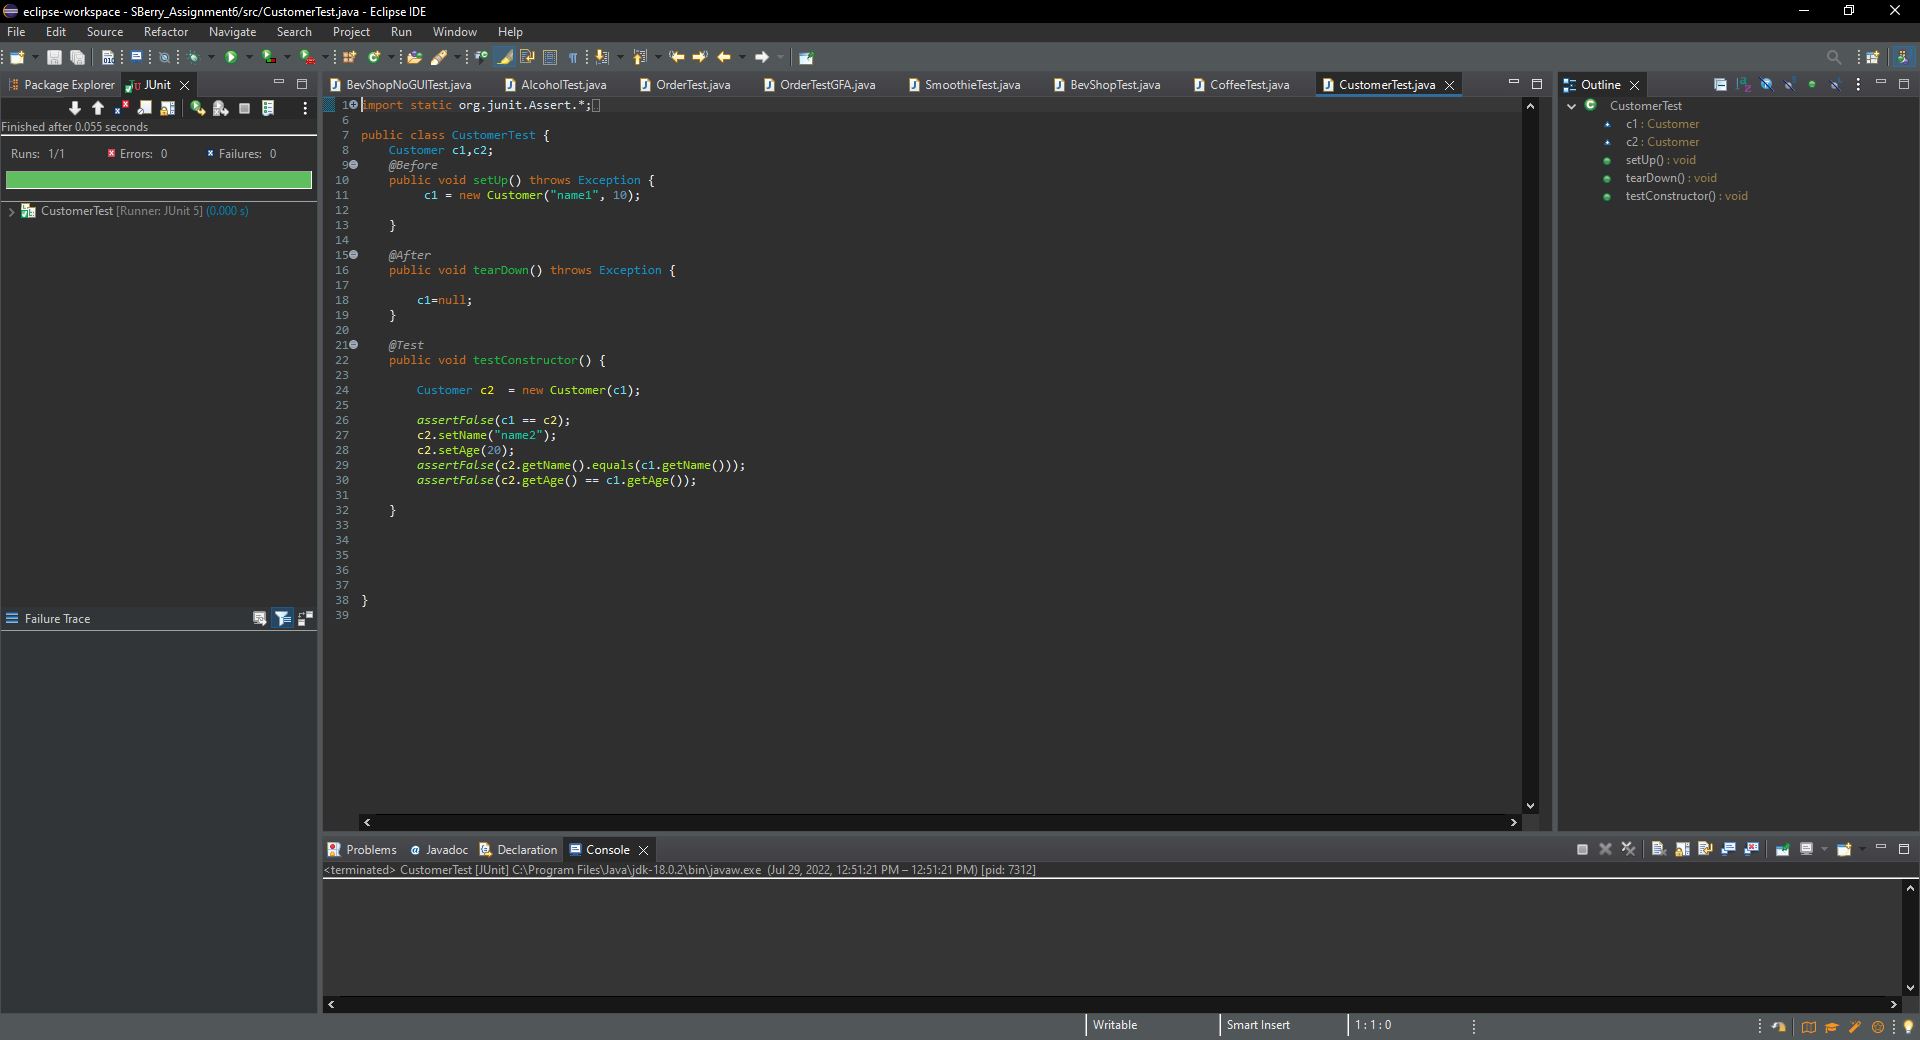 eclipse-workspace - SBerry_Assignment6/src/CustomerTest.java - Eclipse IDE
File Edit Source Refactor Navigate Search Project Run Window Help
Package Explorer JUnit
Finished after 0.055 seconds
Runs: 1/1 Errors: 0 Failures: 0
CustomerTest [Runner: JUnit 5] (0.000 s)
Failure Trace
BevShopNoGUITest.java AlcoholTest.java OrderTest.java OrderTestGFA.java SmoothieTest.java BevShopTest.java CoffeeTest.java CustomerTest.java
1 import static org.junit.Assert.*;
6
7 public class CustomerTest {
8 Customer c1,c2;
9 @Before
10 public void setUp() throws Exception {
11 c1 = new Customer("name1", 10);
12
13 }
14
15 @After
16 public void tearDown() throws Exception {
17
18 c1=null;
19 }
20
21 @Test
22 public void testConstructor() {
23
24 Customer c2  = new Customer(c1);
25
26 assertFalse(c1 == c2);
27 c2.setName("name2");
28 c2.setAge(20);
29 assertFalse(c2.getName().equals(c1.getName()));
30 assertFalse(c2.getAge() == c1.getAge());
31
32 }
33
34
35
36
37
38 }
39
Outline
CustomerTest
c1 : Customer
c2 : Customer
setUp() : void
tearDown() : void
testConstructor() : void
Problems Javadoc Declaration Console
<terminated> CustomerTest [JUnit] C:\Program Files\Java\jdk-18.0.2\bin\javaw.exe (Jul 29, 2022, 12:51:21 PM – 12:51:21 PM) [pid: 7312]
Writable Smart Insert 1 : 1 : 0